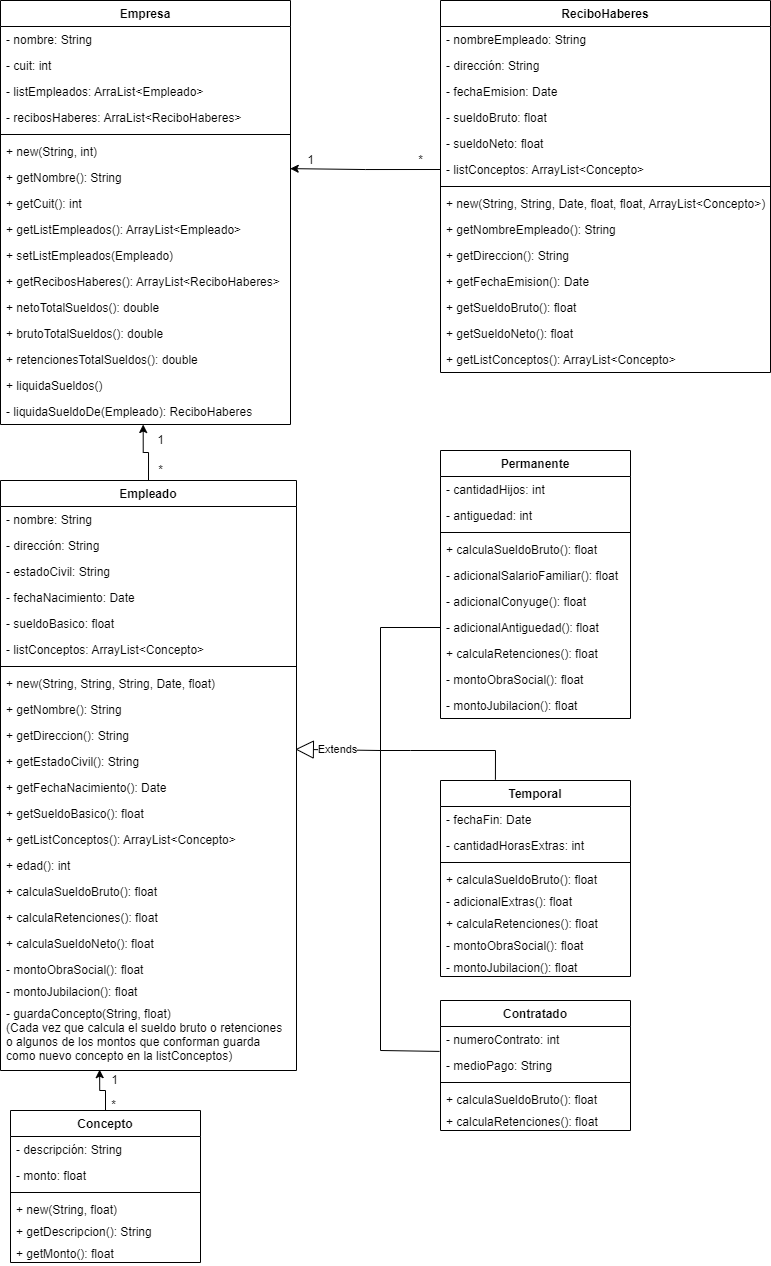 Empresa
- nombre: String
- cuit: int
- listEmpleados: ArraList<Empleado>
- recibosHaberes: ArraList<ReciboHaberes>
+ new(String, int)
+ getNombre(): String
+ getCuit(): int
+ getListEmpleados(): ArrayList<Empleado>
+ setListEmpleados(Empleado)
+ getRecibosHaberes(): ArrayList<ReciboHaberes>
+ netoTotalSueldos(): double
+ brutoTotalSueldos(): double
+ retencionesTotalSueldos(): double
+ liquidaSueldos()
- liquidaSueldoDe(Empleado): ReciboHaberes
1
*
ReciboHaberes
- nombreEmpleado: String
- dirección: String
- fechaEmision: Date
- sueldoBruto: float
- sueldoNeto: float
- listConceptos: ArrayList<Concepto>
+ new(String, String, Date, float, float, ArrayList<Concepto>)
+ getNombreEmpleado(): String
+ getDireccion(): String
+ getFechaEmision(): Date
+ getSueldoBruto(): float
+ getSueldoNeto(): float
+ getListConceptos(): ArrayList<Concepto>
1
*
Empleado
- nombre: String
- dirección: String
- estadoCivil: String
- fechaNacimiento: Date
- sueldoBasico: float
- listConceptos: ArrayList<Concepto>
+ new(String, String, String, Date, float)
+ getNombre(): String
+ getDireccion(): String
+ getEstadoCivil(): String
+ getFechaNacimiento(): Date
+ getSueldoBasico(): float
+ getListConceptos(): ArrayList<Concepto>
+ edad(): int
+ calculaSueldoBruto(): float
+ calculaRetenciones(): float
+ calculaSueldoNeto(): float
- montoObraSocial(): float
- montoJubilacion(): float
- guardaConcepto(String, float)
(Cada vez que calcula el sueldo bruto o retenciones
o algunos de los montos que conforman guarda
como nuevo concepto en la listConceptos)
Extends
Permanente
- cantidadHijos: int
- antiguedad: int
+ calculaSueldoBruto(): float
- adicionalSalarioFamiliar(): float
- adicionalConyuge(): float
- adicionalAntiguedad(): float
+ calculaRetenciones(): float
- montoObraSocial(): float
- montoJubilacion(): float
Temporal
- fechaFin: Date
- cantidadHorasExtras: int
+ calculaSueldoBruto(): float
- adicionalExtras(): float
+ calculaRetenciones(): float
- montoObraSocial(): float
- montoJubilacion(): float
Contratado
- numeroContrato: int
- medioPago: String
+ calculaSueldoBruto(): float
+ calculaRetenciones(): float
1
*
Concepto
- descripción: String
- monto: float
+ new(String, float)
+ getDescripcion(): String
+ getMonto(): float